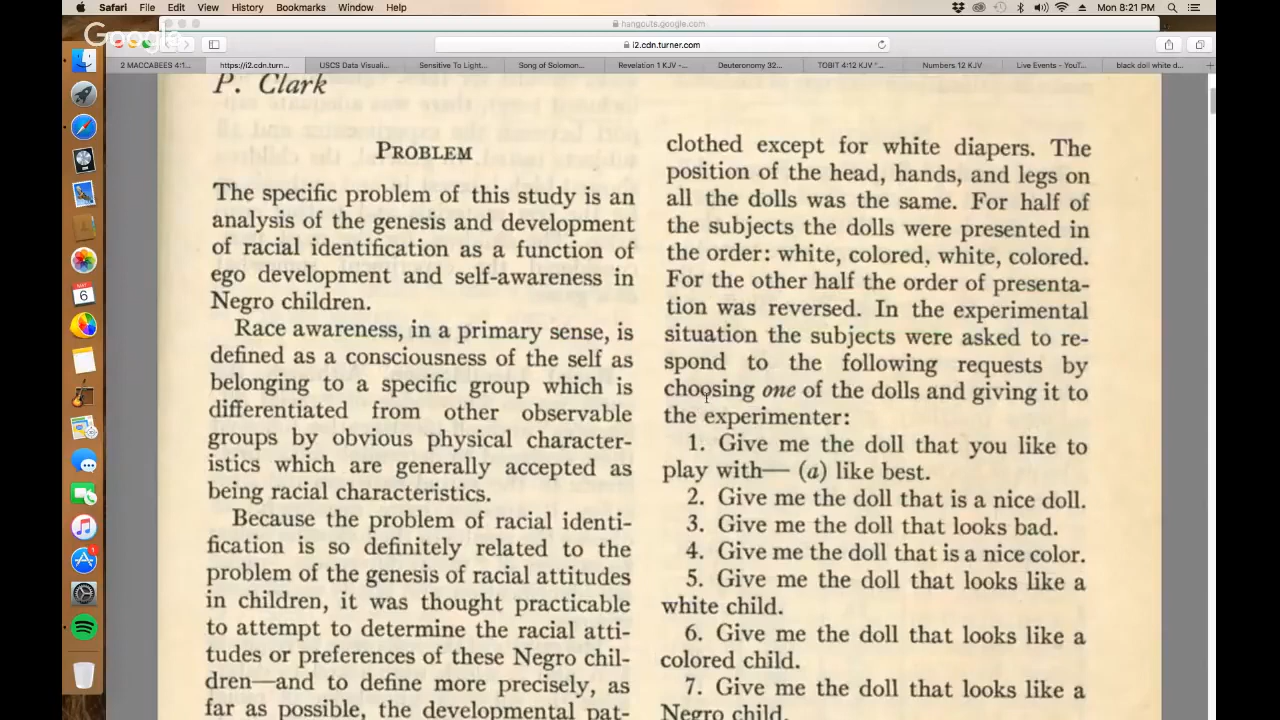 Safari File Edit View History Bookmarks Window Help
Mon 8:21 PM
Google
hangouts.google.com
i2.cdn.turner.com
2 MACCABEES 4:1...
https://i2.cdn.turn...
USCS Data Visuali...
Sensitive To Light...
Song of Solomon...
Revelation 1 KJV -...
Deuteronomy 32...
TOBIT 4:12 KJV "...
Numbers 12 KJV
Live Events - YouT...
black doll white d...
6
1
P. Clark
PROBLEM
The specific problem of this study is an
analysis of the genesis and development
of racial identification as a function of
ego development and self-awareness in
Negro children.
Race awareness, in a primary sense, is
defined as a consciousness of the self as
belonging to a specific group which is
differentiated from other observable
groups by obvious physical character-
istics which are generally accepted as
being racial characteristics.
Because the problem of racial identi-
fication is so definitely related to the
problem of the genesis of racial attitudes
in children, it was thought practicable
to attempt to determine the racial atti-
tudes or preferences of these Negro chil-
dren—and to define more precisely, as
far as possible, the developmental pat-
clothed except for white diapers. The
position of the head, hands, and legs on
all the dolls was the same. For half of
the subjects the dolls were presented in
the order: white, colored, white, colored.
For the other half the order of presenta-
tion was reversed. In the experimental
situation the subjects were asked to re-
spond to the following requests by
choosing one of the dolls and giving it to
the experimenter:
1. Give me the doll that you like to
play with— (a) like best.
2. Give me the doll that is a nice doll.
3. Give me the doll that looks bad.
4. Give me the doll that is a nice color.
5. Give me the doll that looks like a
white child.
6. Give me the doll that looks like a
colored child.
7. Give me the doll that looks like a
Negro child.